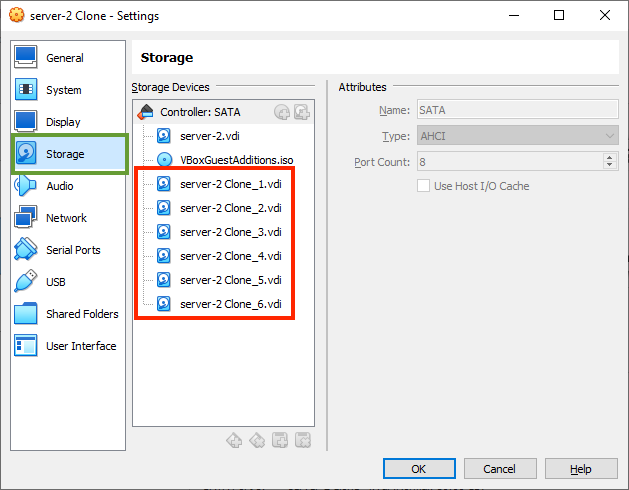 server-2 Clone - Settings
General
System
Display
Storage
Audio
Network
Serial Ports
USB
Shared Folders
User Interface
Storage
Storage Devices
Controller: SATA
server-2.vdi
VBoxGuestAdditions.iso
server-2 Clone_1.vdi
server-2 Clone_2.vdi
server-2 Clone_3.vdi
server-2 Clone_4.vdi
server-2 Clone_5.vdi
server-2 Clone_6.vdi
Attributes
Name: SATA
Type: AHCI
Port Count: 8
Use Host I/O Cache
OK
Cancel
Help